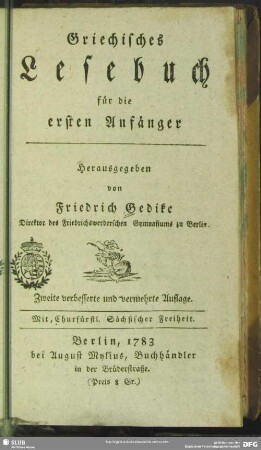 Griechisches
Lesebuch
für die
ersten Anfänger
Herausgegeben
von
Friedrich Gedike
Direktor des Friedrichswerderschen Gymnasiums zu Berlin.
Zweite verbesserte und vermehrte Auflage.
Mit Churfürstl. Sächsischer Freiheit.
Berlin, 1783
bei August Mylius, Buchhändler
in der Brüderstraße.
(Preis 8 Gr.)
SLUB